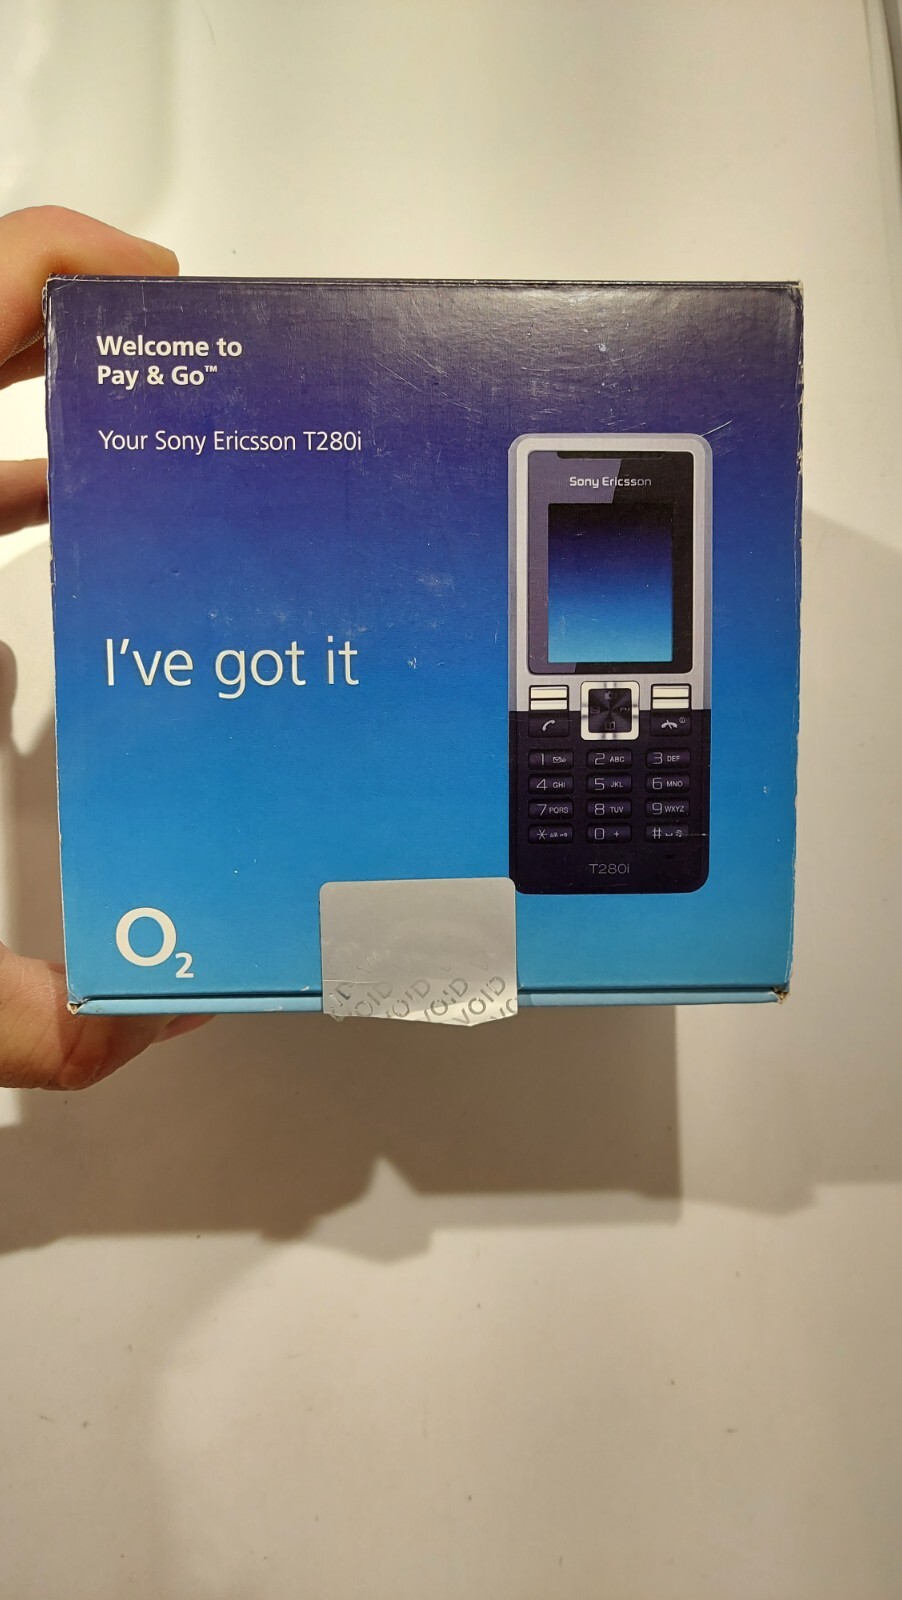 Welcome to
Pay & Go™
Your Sony Ericsson T280i
Sony Ericsson
I've got it
1
2 ABC
3 DEF
4 GHI
5 JKL
6 MNO
7 PQRS
8 TUV
9 WXYZ
0 +
#
T280i
O2
VOID VOID VOID VOID